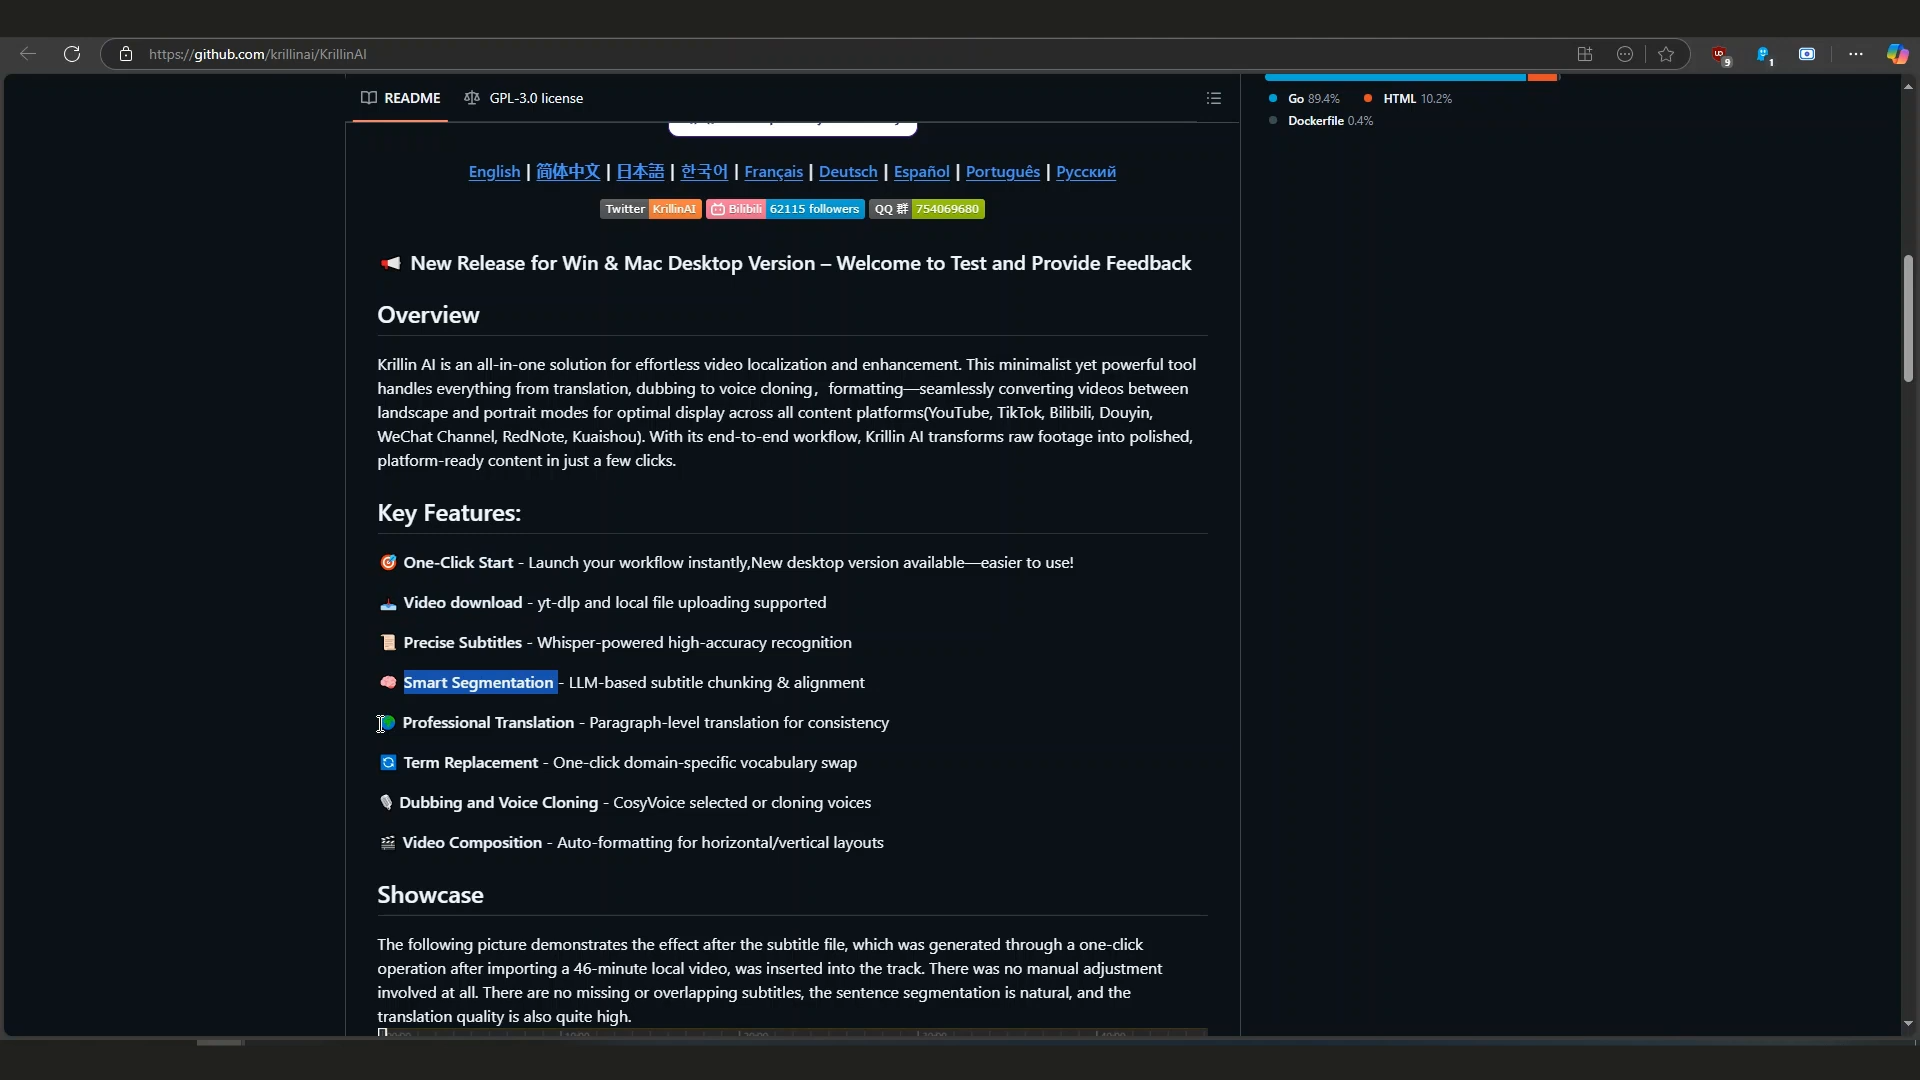 https://github.com/krillinai/KrillinAI
9
1
README
GPL-3.0 license
Go 89.4%
HTML 10.2%
Dockerfile 0.4%
English | 简体中文 | 日本語 | 한국어 | Français | Deutsch | Español | Português | Русский
Twitter KrillinAI
Bilibili 62115 followers
QQ 群 754069680
📢 New Release for Win & Mac Desktop Version – Welcome to Test and Provide Feedback
Overview
Krillin AI is an all-in-one solution for effortless video localization and enhancement. This minimalist yet powerful tool
handles everything from translation, dubbing to voice cloning，formatting—seamlessly converting videos between
landscape and portrait modes for optimal display across all content platforms(YouTube, TikTok, Bilibili, Douyin,
WeChat Channel, RedNote, Kuaishou). With its end-to-end workflow, Krillin AI transforms raw footage into polished,
platform-ready content in just a few clicks.
Key Features:
🎯 One-Click Start - Launch your workflow instantly,New desktop version available—easier to use!
📥 Video download - yt-dlp and local file uploading supported
📜 Precise Subtitles - Whisper-powered high-accuracy recognition
🧠 Smart Segmentation - LLM-based subtitle chunking & alignment
🌍 Professional Translation - Paragraph-level translation for consistency
🔄 Term Replacement - One-click domain-specific vocabulary swap
🎙 Dubbing and Voice Cloning - CosyVoice selected or cloning voices
🎬 Video Composition - Auto-formatting for horizontal/vertical layouts
Showcase
The following picture demonstrates the effect after the subtitle file, which was generated through a one-click
operation after importing a 46-minute local video, was inserted into the track. There was no manual adjustment
involved at all. There are no missing or overlapping subtitles, the sentence segmentation is natural, and the
translation quality is also quite high.